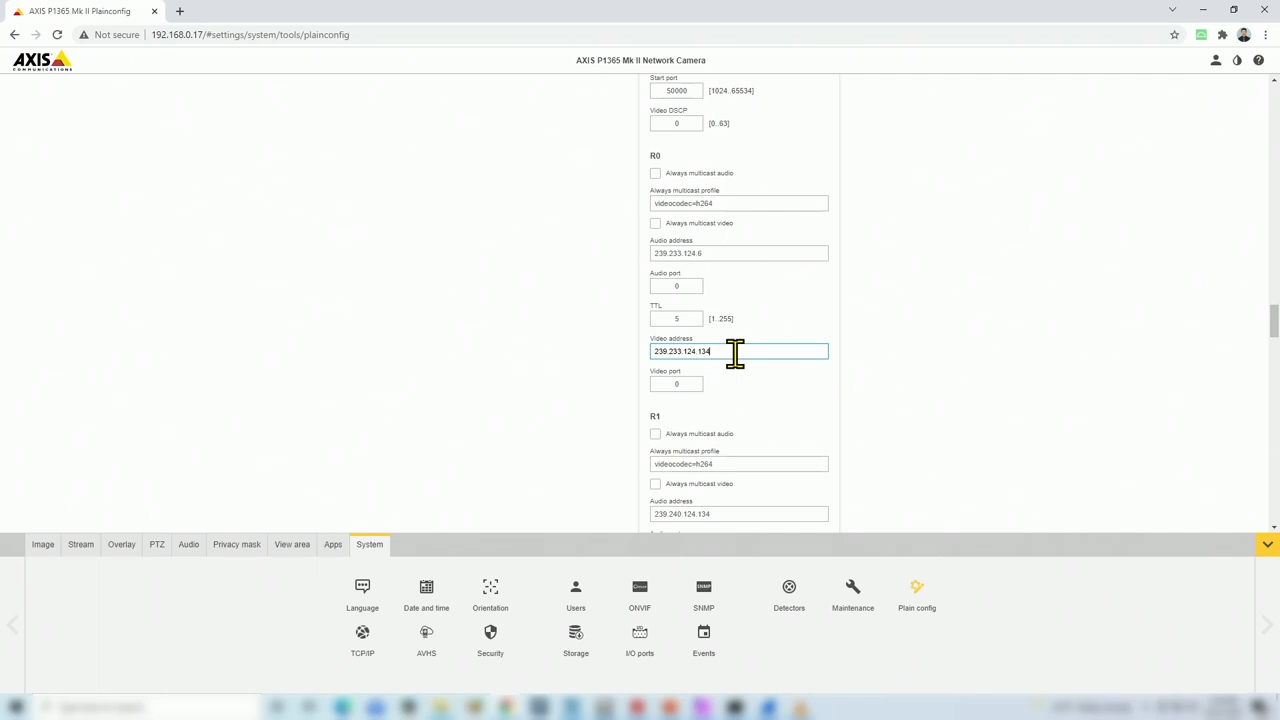 AXIS P1365 Mk II Plainconfig
Not secure
192.168.0.17/#settings/system/tools/plainconfig
AXIS
COMMUNICATIONS
AXIS P1365 Mk II Network Camera
Start port
50000 [1024..65534]
Video DSCP
0 [0..63]
R0
Always multicast audio
Always multicast profile
videocodec=h264
Always multicast video
Audio address
239.233.124.6
Audio port
0
TTL
5 [1..255]
Video address
239.233.124.134
Video port
0
R1
Always multicast audio
Always multicast profile
videocodec=h264
Always multicast video
Audio address
239.240.124.134
Image Stream Overlay PTZ Audio Privacy mask View area Apps System
Language Date and time Orientation Users ONVIF SNMP Detectors Maintenance Plain config
TCP/IP AVHS Security Storage I/O ports Events